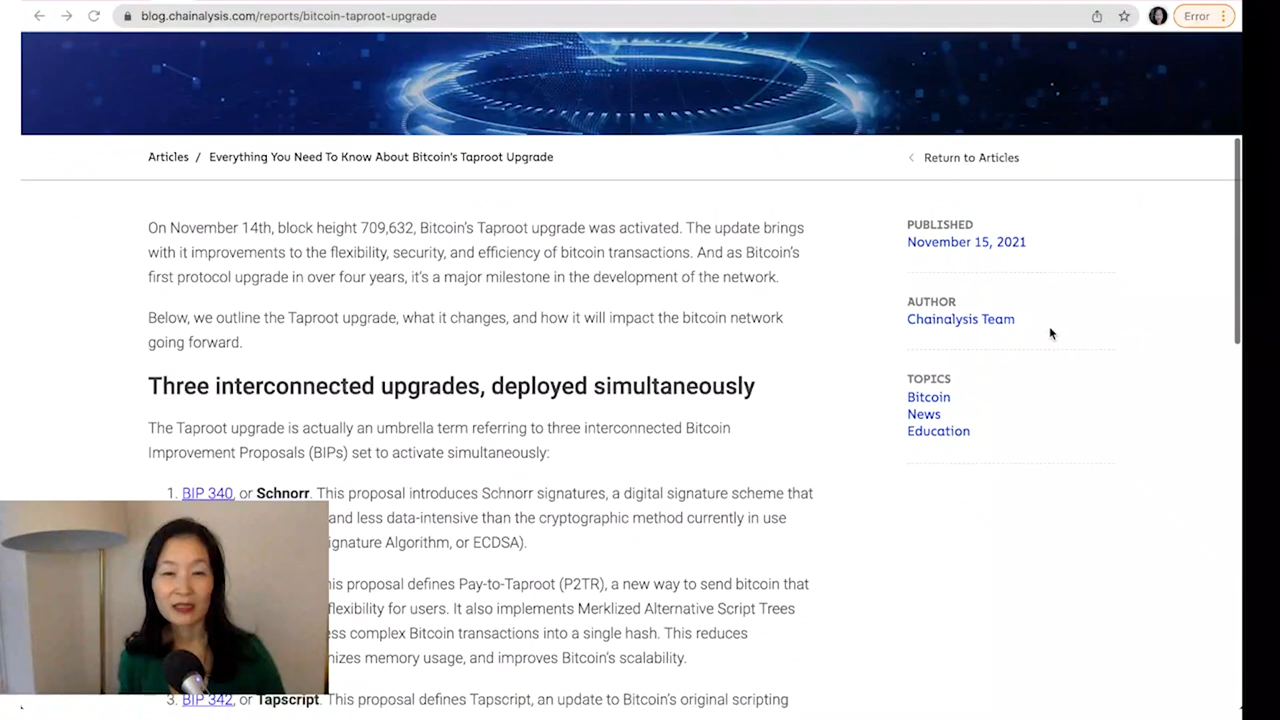 blog.chainalysis.com/reports/bitcoin-taproot-upgrade
Error
Articles / Everything You Need To Know About Bitcoin's Taproot Upgrade
Return to Articles
On November 14th, block height 709,632, Bitcoin's Taproot upgrade was activated. The update brings
with it improvements to the flexibility, security, and efficiency of bitcoin transactions. And as Bitcoin's
first protocol upgrade in over four years, it's a major milestone in the development of the network.
Below, we outline the Taproot upgrade, what it changes, and how it will impact the bitcoin network
going forward.
Three interconnected upgrades, deployed simultaneously
The Taproot upgrade is actually an umbrella term referring to three interconnected Bitcoin
Improvement Proposals (BIPs) set to activate simultaneously:
1. BIP 340, or Schnorr. This proposal introduces Schnorr signatures, a digital signature scheme that
and less data-intensive than the cryptographic method currently in use
ignature Algorithm, or ECDSA).
his proposal defines Pay-to-Taproot (P2TR), a new way to send bitcoin that
flexibility for users. It also implements Merklized Alternative Script Trees
ess complex Bitcoin transactions into a single hash. This reduces
nizes memory usage, and improves Bitcoin's scalability.
3. BIP 342, or Tapscript. This proposal defines Tapscript, an update to Bitcoin's original scripting
PUBLISHED
November 15, 2021
AUTHOR
Chainalysis Team
TOPICS
Bitcoin
News
Education